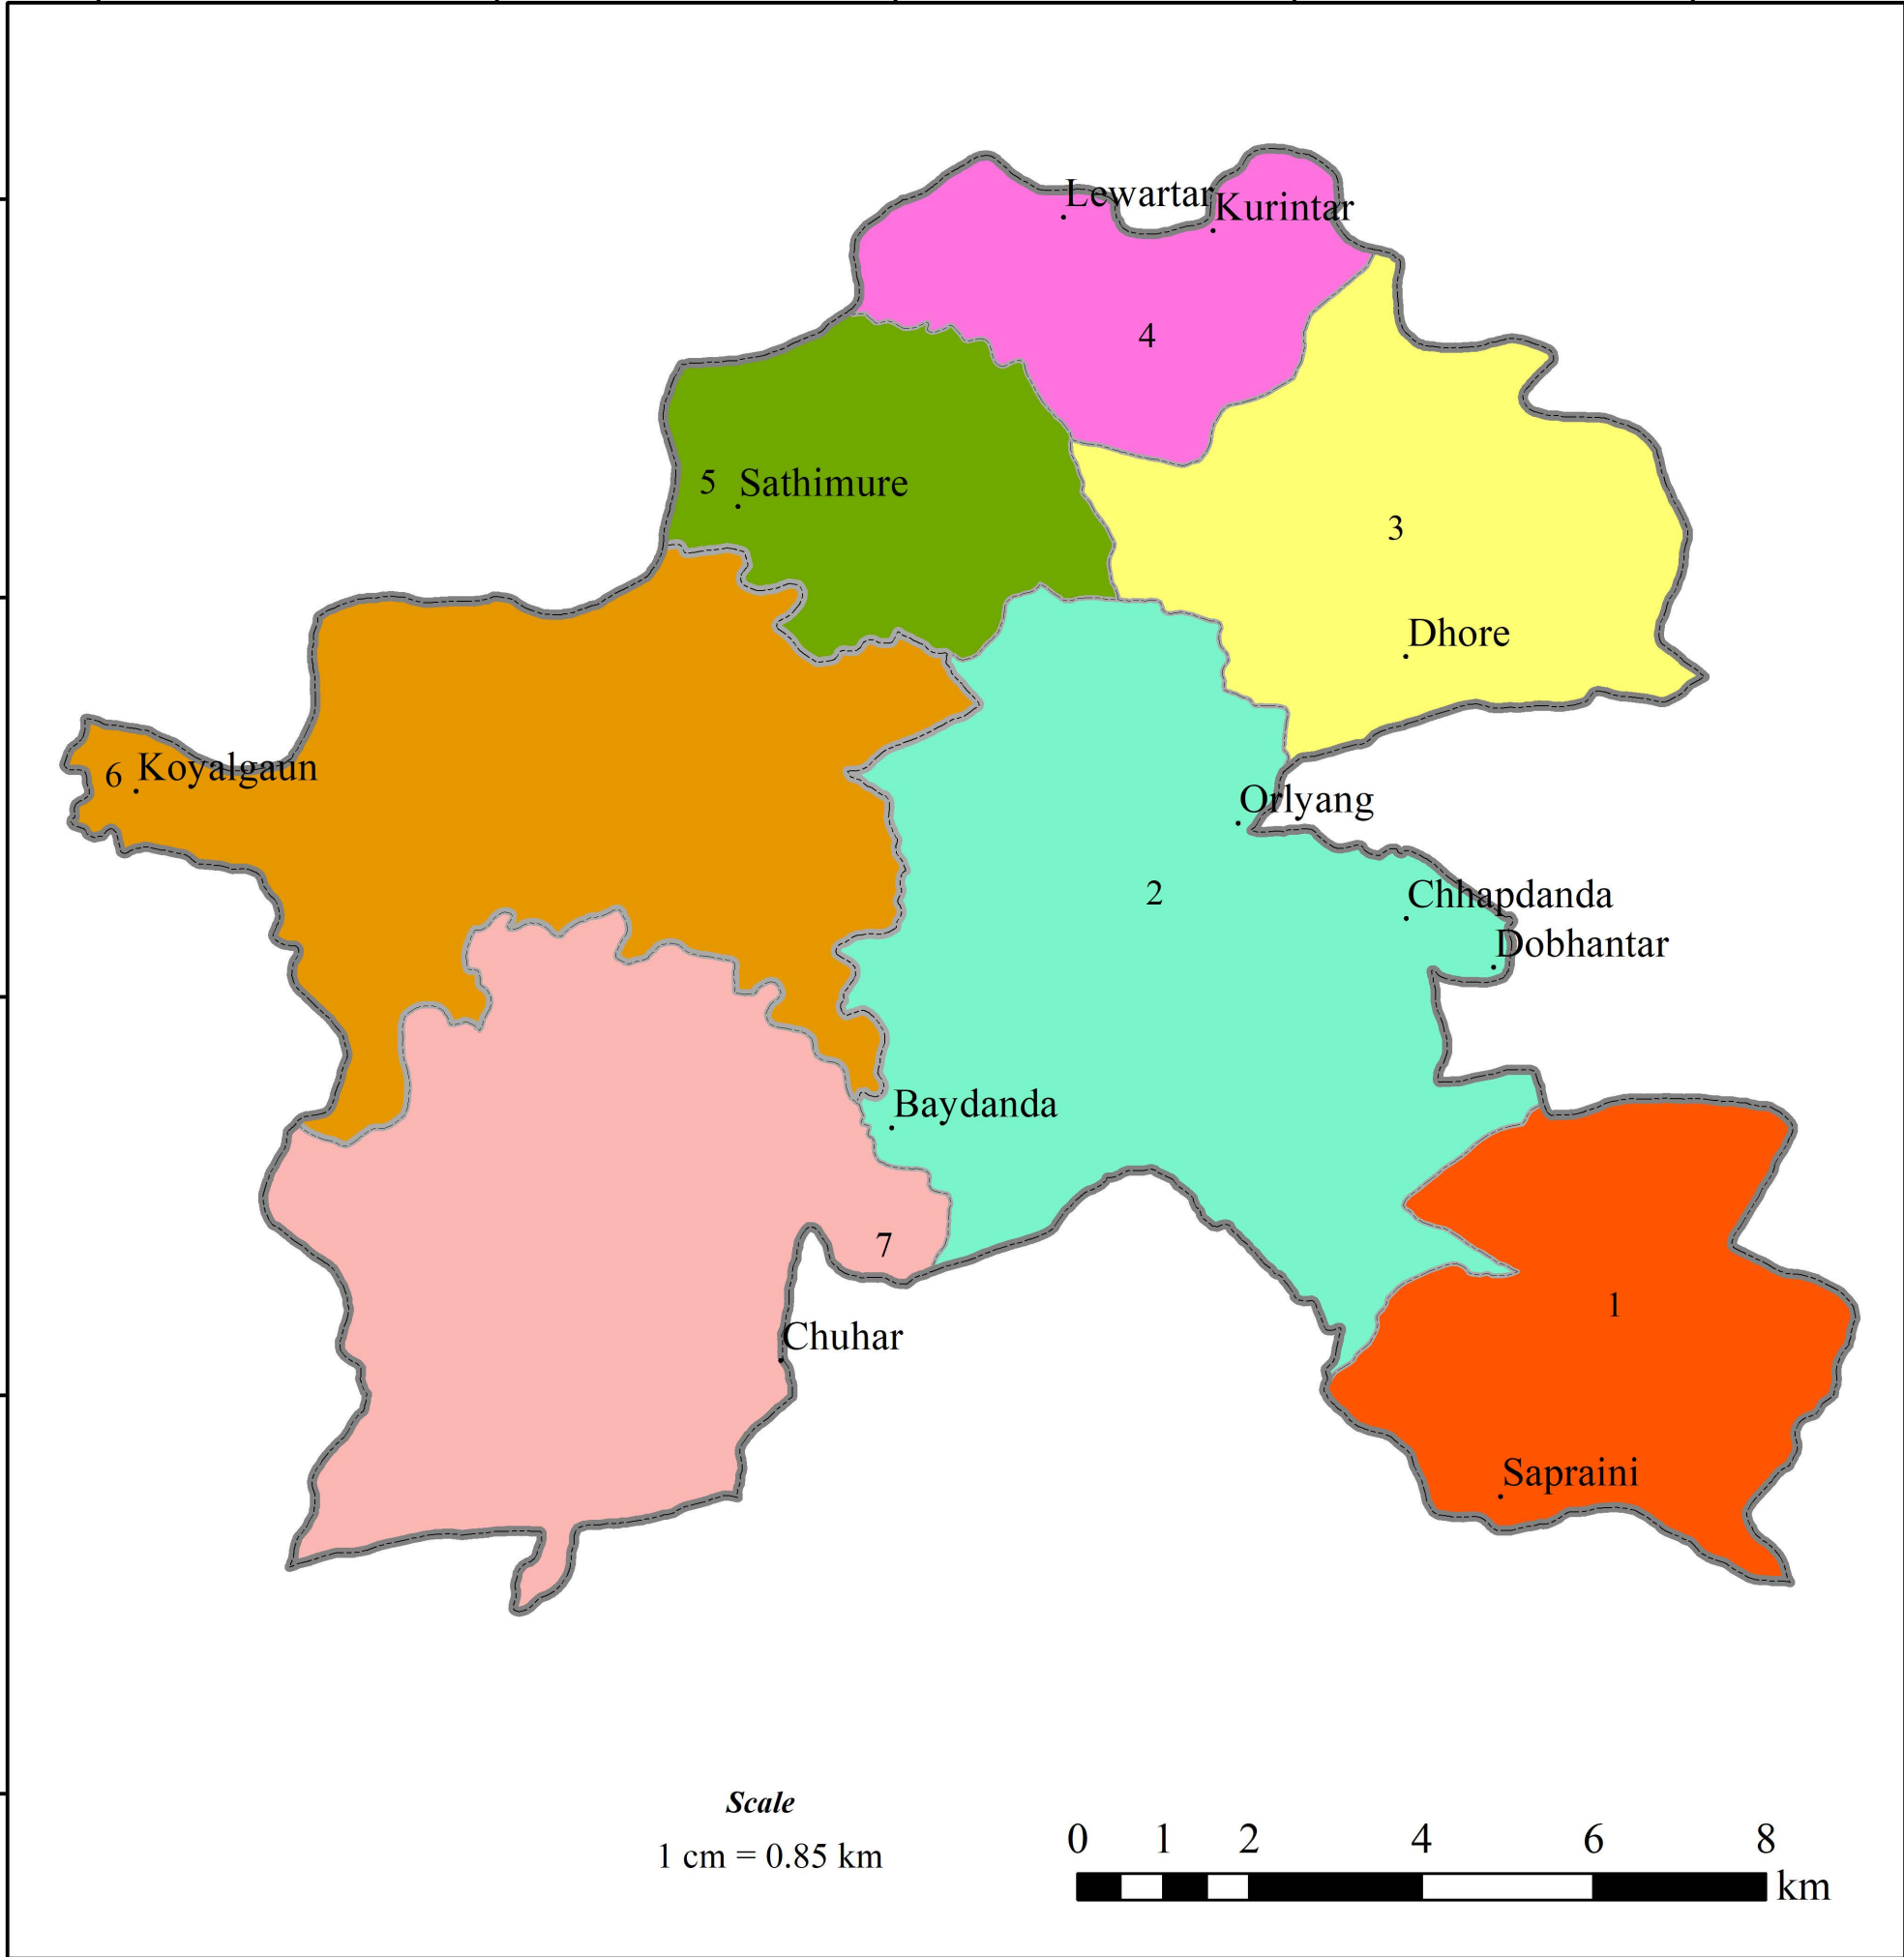 Lewartar
Kurintar
4
5
Sathimure
3
Dhore
6
Koyalgaun
Orlyang
2
Chhapdanda
Dobhantar
Baydanda
7
1
Chuhar
Sapraini
Scale
1 cm = 0.85 km
0 1 2 4 6 8
km